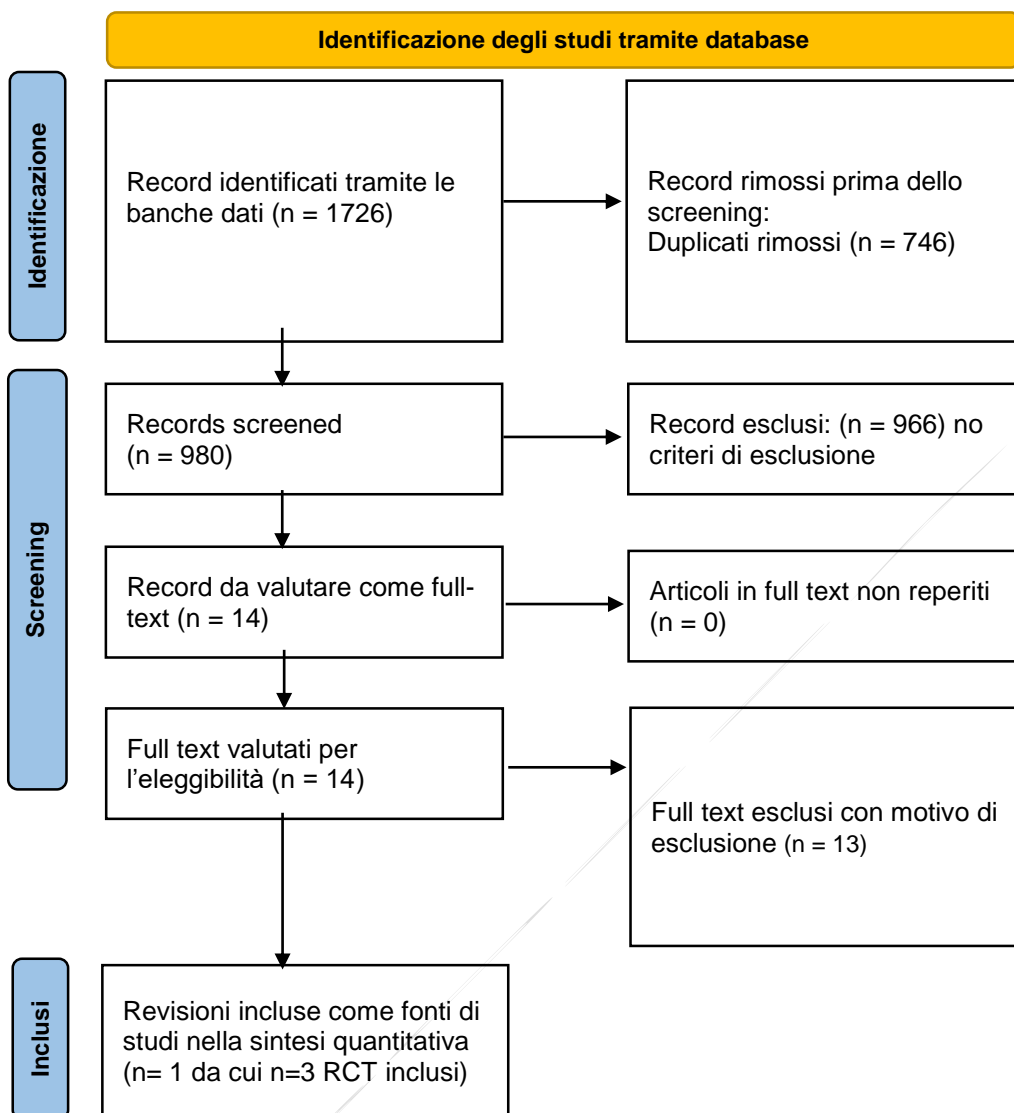 Identificazione degli studi tramite database
Identificazione
Record identificati tramite le
banche dati (n = 1726)
Record rimossi prima dello
screening:
Duplicati rimossi (n = 746)
Screening
Records screened
(n = 980)
Record esclusi: (n = 966) no
criteri di esclusione
Record da valutare come full-
text (n = 14)
Articoli in full text non reperiti
(n = 0)
Full text valutati per
l'eleggibilità (n = 14)
Full text esclusi con motivo di
esclusione (n = 13)
Inclusi
Revisioni incluse come fonti di
studi nella sintesi quantitativa
(n= 1 da cui n=3 RCT inclusi)